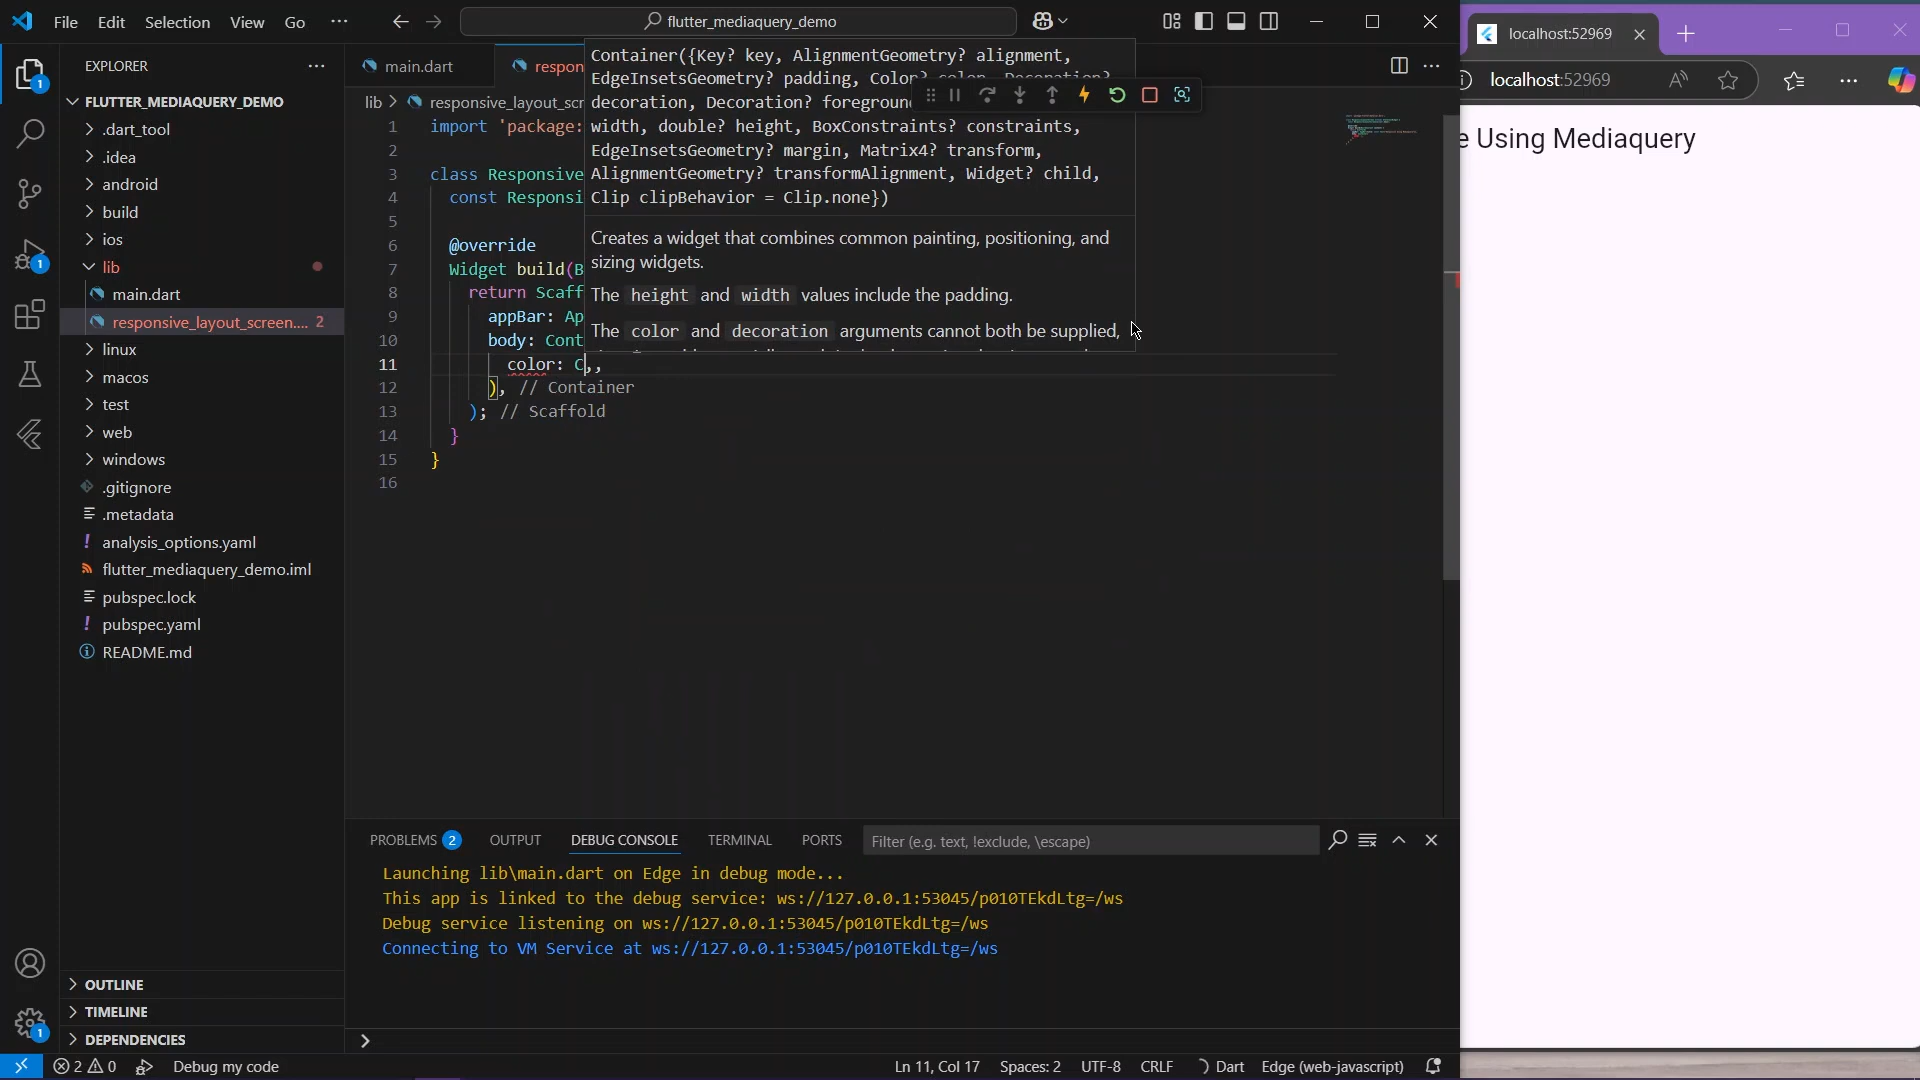 File Edit Selection View Go ··· flutter_mediaquery_demo
localhost:52969
localhost:52969
EXPLORER
FLUTTER_MEDIAQUERY_DEMO
.dart_tool
.idea
android
build
ios
lib
main.dart
responsive_layout_screen.... 2
linux
macos
test
web
windows
.gitignore
.metadata
analysis_options.yaml
flutter_mediaquery_demo.iml
pubspec.lock
pubspec.yaml
README.md
OUTLINE
TIMELINE
DEPENDENCIES
main.dart
respon
lib > responsive_layout_scr
1 import 'package:
2
3 class Responsive
4 const Responsi
5
6 @override
7 Widget build(B
8 return Scaff
9 appBar: Ap
10 body: Cont
11 color: C,,
12 ), // Container
13 ); // Scaffold
14 }
15 }
16
Container({Key? key, AlignmentGeometry? alignment,
EdgeInsetsGeometry? padding, Color? color, Decoration?
decoration, Decoration? foregroun
width, double? height, BoxConstraints? constraints,
EdgeInsetsGeometry? margin, Matrix4? transform,
AlignmentGeometry? transformAlignment, Widget? child,
Clip clipBehavior = Clip.none})
Creates a widget that combines common painting, positioning, and
sizing widgets.
The height and width values include the padding.
The color and decoration arguments cannot both be supplied,
e Using Mediaquery
PROBLEMS 2 OUTPUT DEBUG CONSOLE TERMINAL PORTS Filter (e.g. text, !exclude, \escape)
Launching lib\main.dart on Edge in debug mode...
This app is linked to the debug service: ws://127.0.0.1:53045/p010TEkdLtg=/ws
Debug service listening on ws://127.0.0.1:53045/p010TEkdLtg=/ws
Connecting to VM Service at ws://127.0.0.1:53045/p010TEkdLtg=/ws
2 0 Debug my code Ln 11, Col 17 Spaces: 2 UTF-8 CRLF Dart Edge (web-javascript)